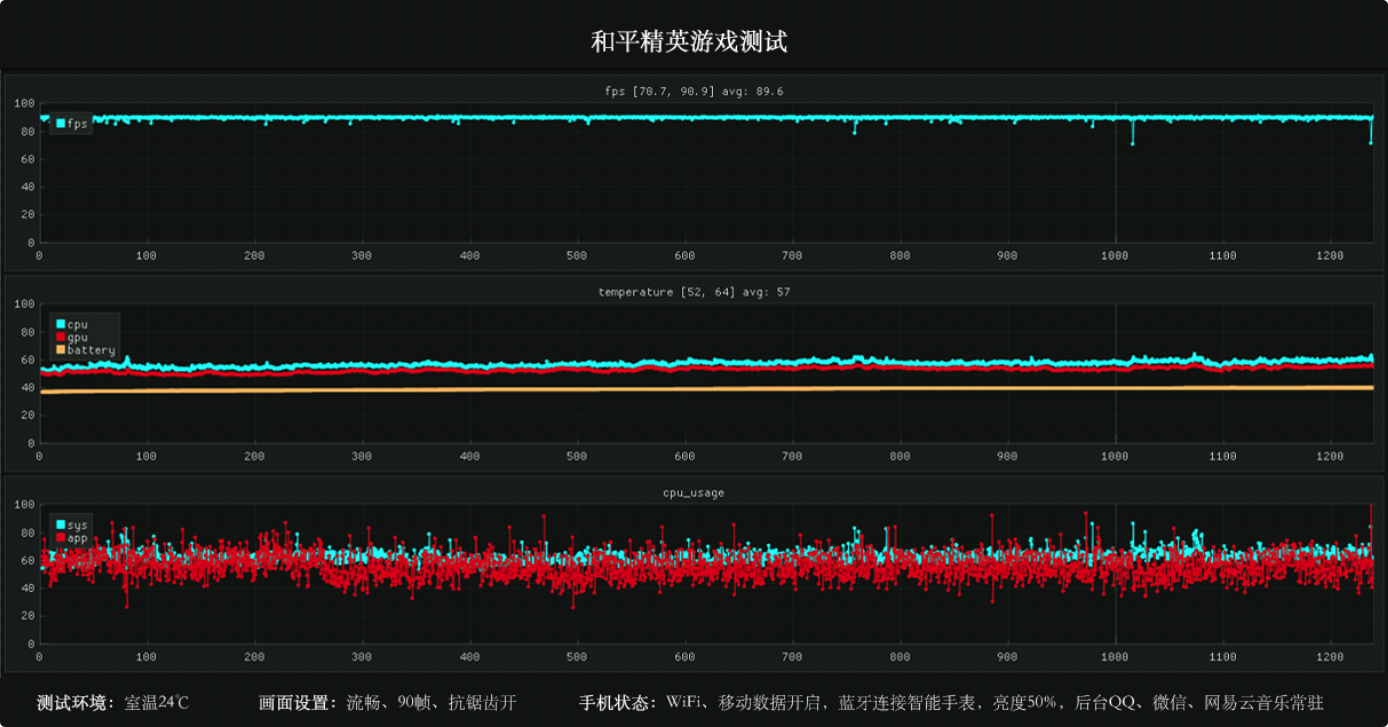 和平精英游戏测试
fps [70.7, 90.9] avg: 89.6
100
80
60
40
20
0
fps
0 100 200 300 400 500 600 700 800 900 1000 1100 1200
temperature [52, 64] avg: 57
100
80
60
40
20
0
cpu
gpu
battery
0 100 200 300 400 500 600 700 800 900 1000 1100 1200
cpu_usage
100
80
60
40
20
0
sys
app
0 100 200 300 400 500 600 700 800 900 1000 1100 1200
测试环境：室温24℃ 画面设置：流畅、90帧、抗锯齿开 手机状态：WiFi、移动数据开启，蓝牙连接智能手表，亮度50%，后台QQ、微信、网易云音乐常驻